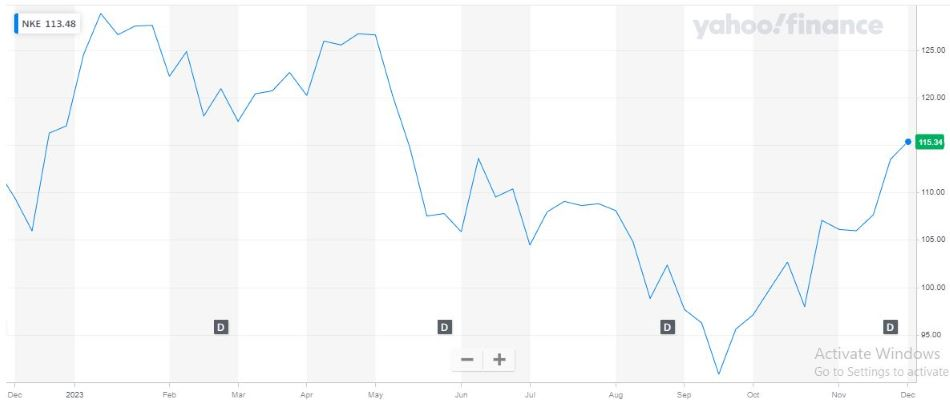 NKE 113.48
yahoo!finance
125.00
120.00
115.34
110.00
105.00
100.00
95.00
D D D D
− +
Activate Windows
Go to Settings to activate
Dec 2023 Feb Mar Apr May Jun Jul Aug Sep Oct Nov Dec